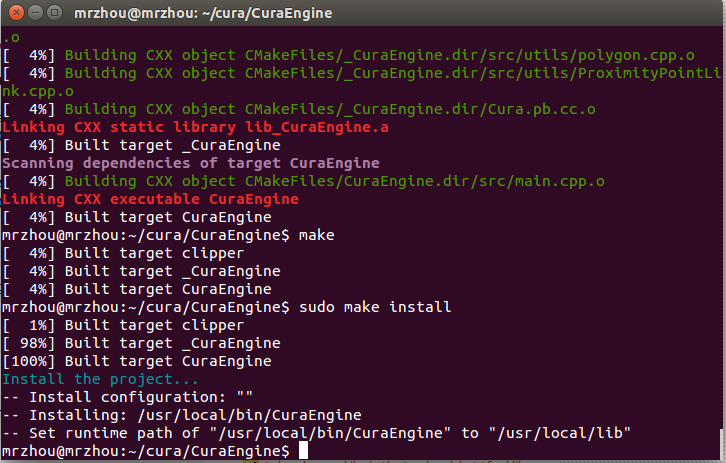 mrzhou@mrzhou: ~/cura/CuraEngine
.o
[  4%] Building CXX object CMakeFiles/_CuraEngine.dir/src/utils/polygon.cpp.o
[  4%] Building CXX object CMakeFiles/_CuraEngine.dir/src/utils/ProximityPointLi
nk.cpp.o
[  4%] Building CXX object CMakeFiles/_CuraEngine.dir/Cura.pb.cc.o
Linking CXX static library lib_CuraEngine.a
[  4%] Built target _CuraEngine
Scanning dependencies of target CuraEngine
[  4%] Building CXX object CMakeFiles/CuraEngine.dir/src/main.cpp.o
Linking CXX executable CuraEngine
[  4%] Built target CuraEngine
mrzhou@mrzhou:~/cura/CuraEngine$ make
[  4%] Built target clipper
[  4%] Built target _CuraEngine
[  4%] Built target CuraEngine
mrzhou@mrzhou:~/cura/CuraEngine$ sudo make install
[  1%] Built target clipper
[ 98%] Built target _CuraEngine
[100%] Built target CuraEngine
Install the project...
-- Install configuration: ""
-- Installing: /usr/local/bin/CuraEngine
-- Set runtime path of "/usr/local/bin/CuraEngine" to "/usr/local/lib"
mrzhou@mrzhou:~/cura/CuraEngine$